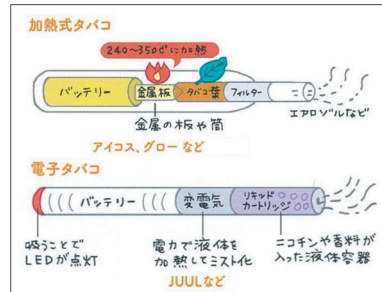 加熱式タバコ
240〜350℃に加熱
バッテリー
金属板
タバコ葉
フィルター
エアロゾルなど
金属の板や筒
アイコス、グロー など
電子タバコ
バッテリー
変電気
リキッド
カートリッジ
吸うことで
LEDが点灯
電力で液体を
加熱してミスト化
ニコチンや香料が
入った液体容器
JUULなど